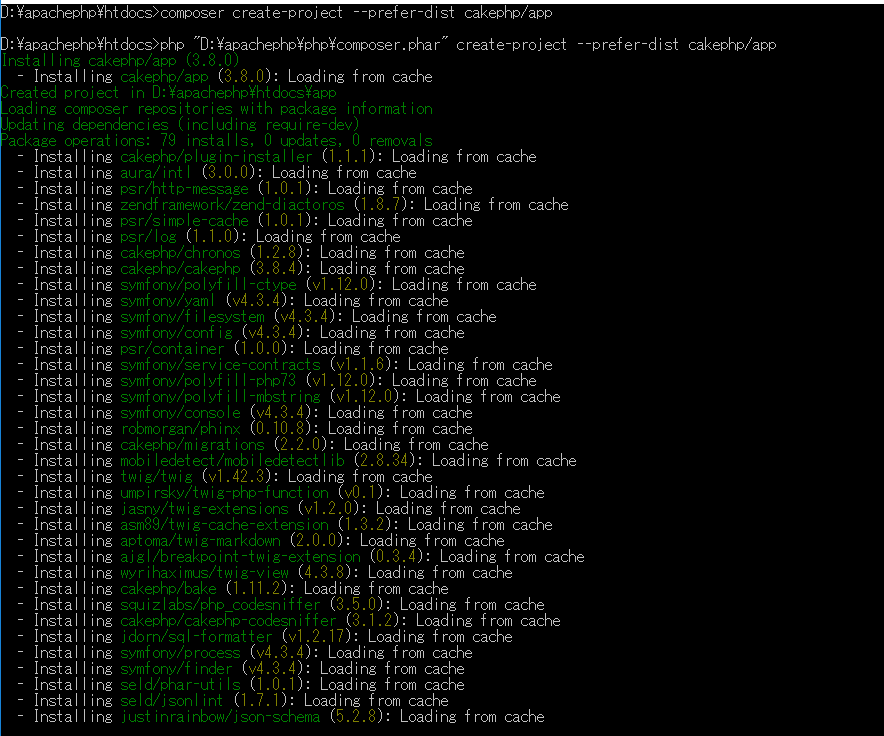 D:¥apachephp¥htdocs>composer create-project --prefer-dist cakephp/app
D:¥apachephp¥htdocs>php "D:¥apachephp¥php¥composer.phar" create-project --prefer-dist cakephp/app
Installing cakephp/app (3.8.0)
- Installing cakephp/app (3.8.0): Loading from cache
Created project in D:¥apachephp¥htdocs¥app
Loading composer repositories with package information
Updating dependencies (including require-dev)
Package operations: 79 installs, 0 updates, 0 removals
- Installing cakephp/plugin-installer (1.1.1): Loading from cache
- Installing aura/intl (3.0.0): Loading from cache
- Installing psr/http-message (1.0.1): Loading from cache
- Installing zendframework/zend-diactoros (1.8.7): Loading from cache
- Installing psr/simple-cache (1.0.1): Loading from cache
- Installing psr/log (1.1.0): Loading from cache
- Installing cakephp/chronos (1.2.8): Loading from cache
- Installing cakephp/cakephp (3.8.4): Loading from cache
- Installing symfony/polyfill-ctype (v1.12.0): Loading from cache
- Installing symfony/yaml (v4.3.4): Loading from cache
- Installing symfony/filesystem (v4.3.4): Loading from cache
- Installing symfony/config (v4.3.4): Loading from cache
- Installing psr/container (1.0.0): Loading from cache
- Installing symfony/service-contracts (v1.1.6): Loading from cache
- Installing symfony/polyfill-php73 (v1.12.0): Loading from cache
- Installing symfony/polyfill-mbstring (v1.12.0): Loading from cache
- Installing symfony/console (v4.3.4): Loading from cache
- Installing robmorgan/phinx (0.10.8): Loading from cache
- Installing cakephp/migrations (2.2.0): Loading from cache
- Installing mobiledetect/mobiledetectlib (2.8.34): Loading from cache
- Installing twig/twig (v1.42.3): Loading from cache
- Installing umpirsky/twig-php-function (v0.1): Loading from cache
- Installing jasny/twig-extensions (v1.2.0): Loading from cache
- Installing asm89/twig-cache-extension (1.3.2): Loading from cache
- Installing aptoma/twig-markdown (2.0.0): Loading from cache
- Installing ajgl/breakpoint-twig-extension (0.3.4): Loading from cache
- Installing wyrihaximus/twig-view (4.3.8): Loading from cache
- Installing cakephp/bake (1.11.2): Loading from cache
- Installing squizlabs/php_codesniffer (3.5.0): Loading from cache
- Installing cakephp/cakephp-codesniffer (3.1.2): Loading from cache
- Installing jdorn/sql-formatter (v1.2.17): Loading from cache
- Installing symfony/process (v4.3.4): Loading from cache
- Installing symfony/finder (v4.3.4): Loading from cache
- Installing seld/phar-utils (1.0.1): Loading from cache
- Installing seld/jsonlint (1.7.1): Loading from cache
- Installing justinrainbow/json-schema (5.2.8): Loading from cache